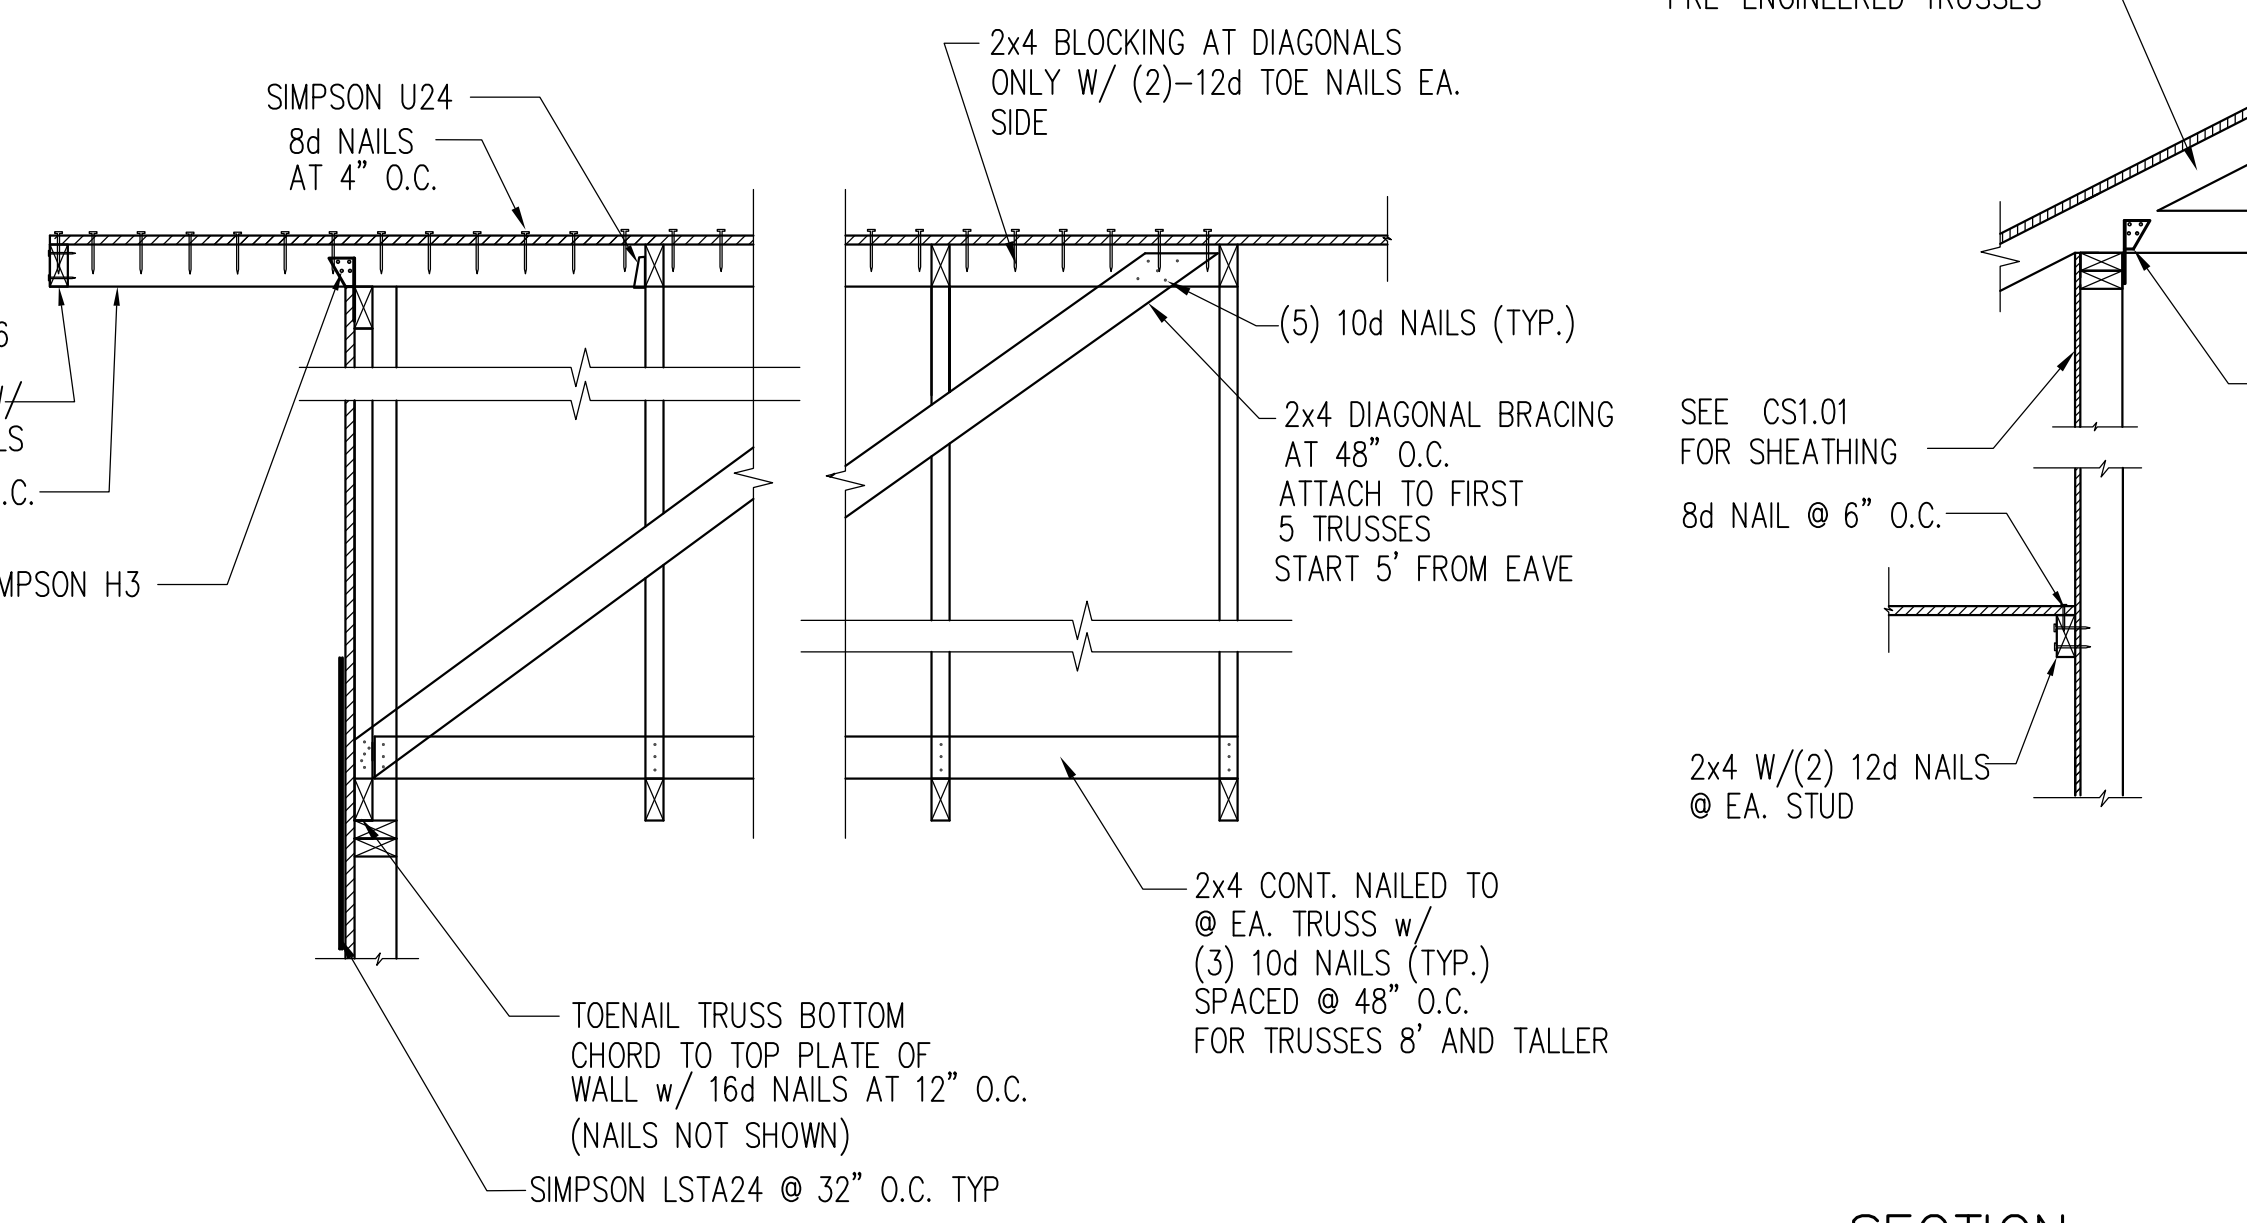 SIMPSON U24
8d NAILS
AT 4" O.C.
2x4 BLOCKING AT DIAGONALS
ONLY W/ (2)-12d TOE NAILS EA.
SIDE
(5) 10d NAILS (TYP.)
2x4 DIAGONAL BRACING
AT 48" O.C.
ATTACH TO FIRST
5 TRUSSES
START 5' FROM EAVE
6
W/
LS
.C.
MPSON H3
2x4 CONT. NAILED TO
@ EA. TRUSS w/
(3) 10d NAILS (TYP.)
SPACED @ 48" O.C.
FOR TRUSSES 8' AND TALLER
TOENAIL TRUSS BOTTOM
CHORD TO TOP PLATE OF
WALL w/ 16d NAILS AT 12" O.C.
(NAILS NOT SHOWN)
SIMPSON LSTA24 @ 32" O.C. TYP
PRE ENGINEERED TRUSSES
SEE CS1.01
FOR SHEATHING
8d NAIL @ 6" O.C.
2x4 W/(2) 12d NAILS
@ EA. STUD
SECTION